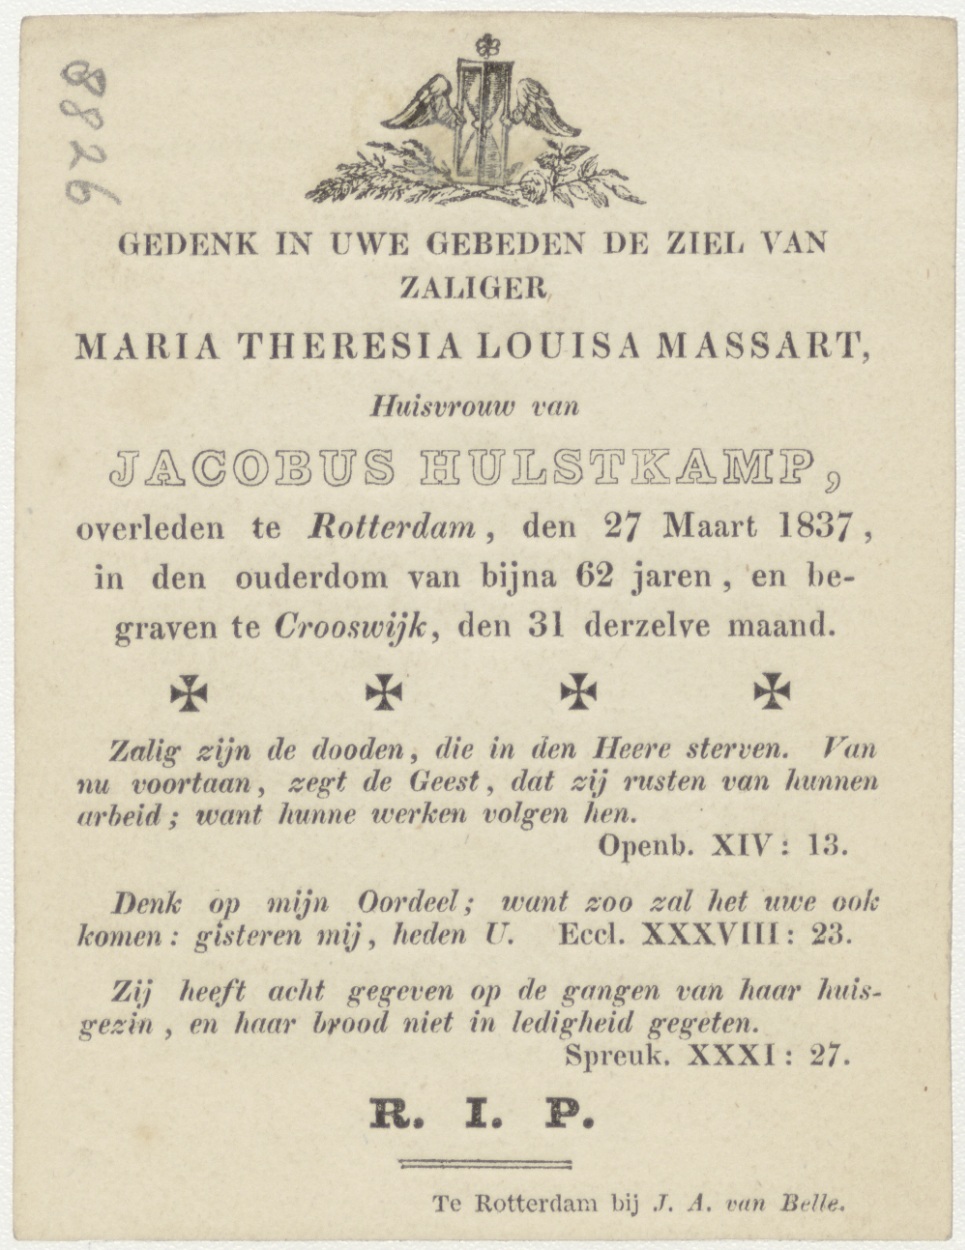 8826
GEDENK IN UWE GEBEDEN DE ZIEL VAN
ZALIGER
MARIA THERESIA LOUISA MASSART,
Huisvrouw van
JACOBUS HULSTKAMP,
overleden te Rotterdam, den 27 Maart 1837,
in den ouderdom van bijna 62 jaren, en be-
graven te Crooswijk, den 31 derzelve maand.
✠ ✠ ✠ ✠
Zalig zijn de dooden, die in den Heere sterven. Van
nu voortaan, zegt de Geest, dat zij rusten van hunnen
arbeid; want hunne werken volgen hen.
Openb. XIV: 13.
Denk op mijn Oordeel; want zoo zal het uwe ook
komen: gisteren mij, heden U. Eccl. XXXVIII: 23.
Zij heeft acht gegeven op de gangen van haar huis-
gezin, en haar brood niet in ledigheid gegeten.
Spreuk. XXXI: 27.
R. I. P.
Te Rotterdam bij J. A. van Belle.